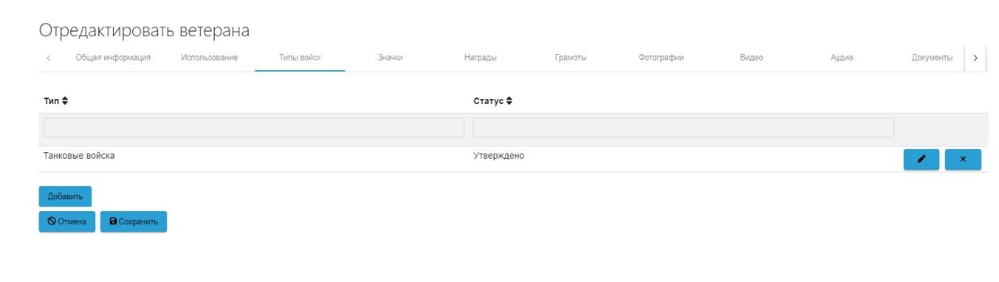 Отредактировать ветерана
Общая информация Использование Типы войск Значки Награды Грамоты Фотографии Видео Аудио Документы
Тип Статус
Танковые войска Утверждено
Добавить
Отмена Сохранить